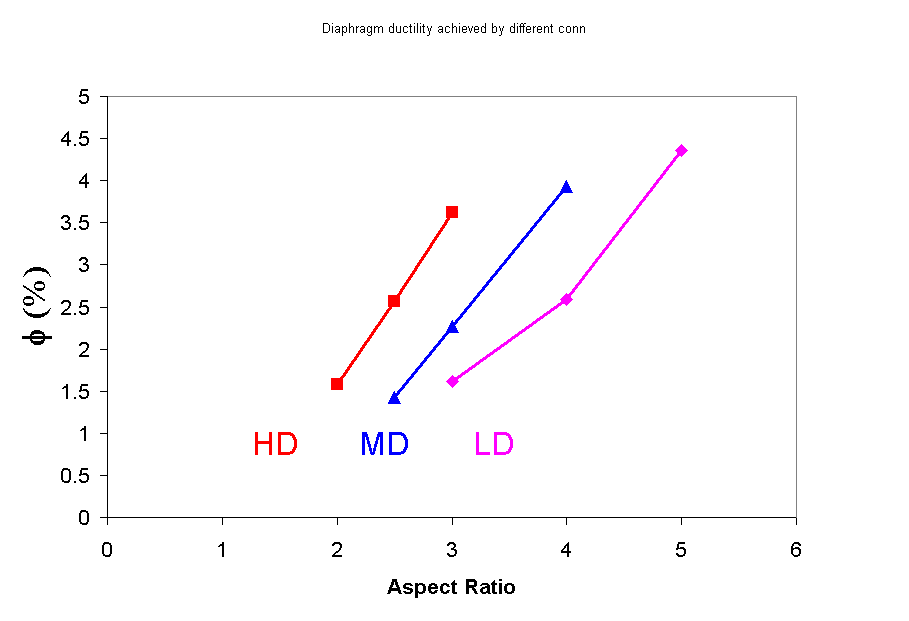 Diaphragm ductility achieved by different conn
5
4.5
4
3.5
3
2.5
2
1.5
1
0.5
0
ϕ (%)
HD MD LD
0 1 2 3 4 5 6
Aspect Ratio